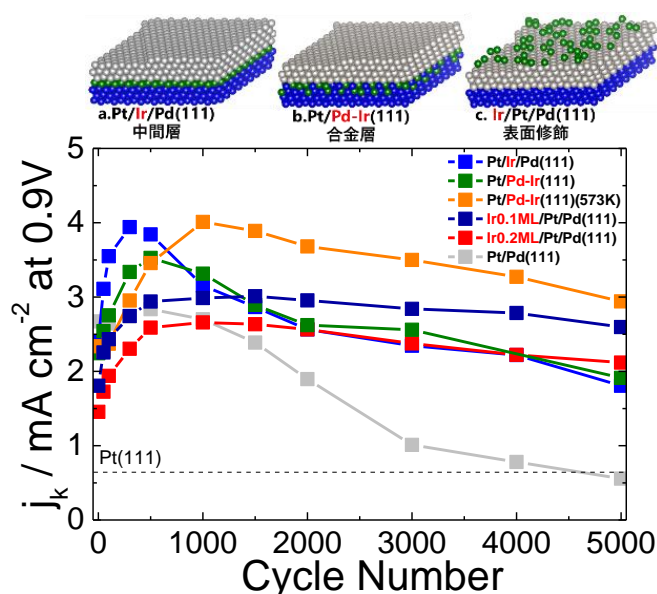 a.Pt/Ir/Pd(111)
中間層
b.Pt/Pd-Ir(111)
合金層
c. Ir/Pt/Pd(111)
表面修飾
5
4
3
2
1
0
j_k / mA cm⁻² at 0.9V
Pt/Ir/Pd(111)
Pt/Pd-Ir(111)
Pt/Pd-Ir(111)(573K)
Ir0.1ML/Pt/Pd(111)
Ir0.2ML/Pt/Pd(111)
Pt/Pd(111)
Pt(111)
0 1000 2000 3000 4000 5000
Cycle Number